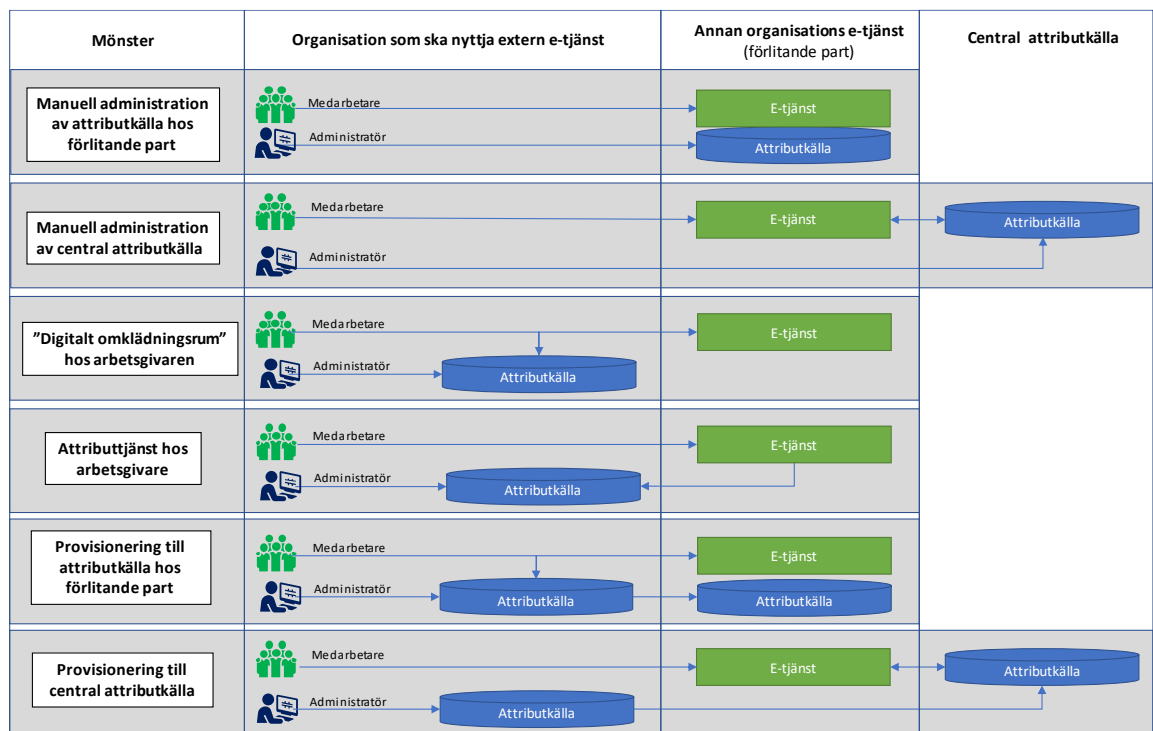 Mönster
Organisation som ska nyttja extern e-tjänst
Annan organisations e-tjänst
(förlitande part)
Central attributkälla
Manuell administration
av attributkälla hos
förlitande part
Medarbetare
Administratör
E-tjänst
Attributkälla
Manuell administration
av central attributkälla
Medarbetare
Administratör
E-tjänst
Attributkälla
”Digitalt omklädningsrum”
hos arbetsgivaren
Medarbetare
Administratör
Attributkälla
E-tjänst
Attributtjänst hos
arbetsgivare
Medarbetare
Administratör
Attributkälla
E-tjänst
Provisionering till
attributkälla hos
förlitande part
Medarbetare
Administratör
Attributkälla
E-tjänst
Attributkälla
Provisionering till
central attributkälla
Medarbetare
Administratör
Attributkälla
E-tjänst
Attributkälla